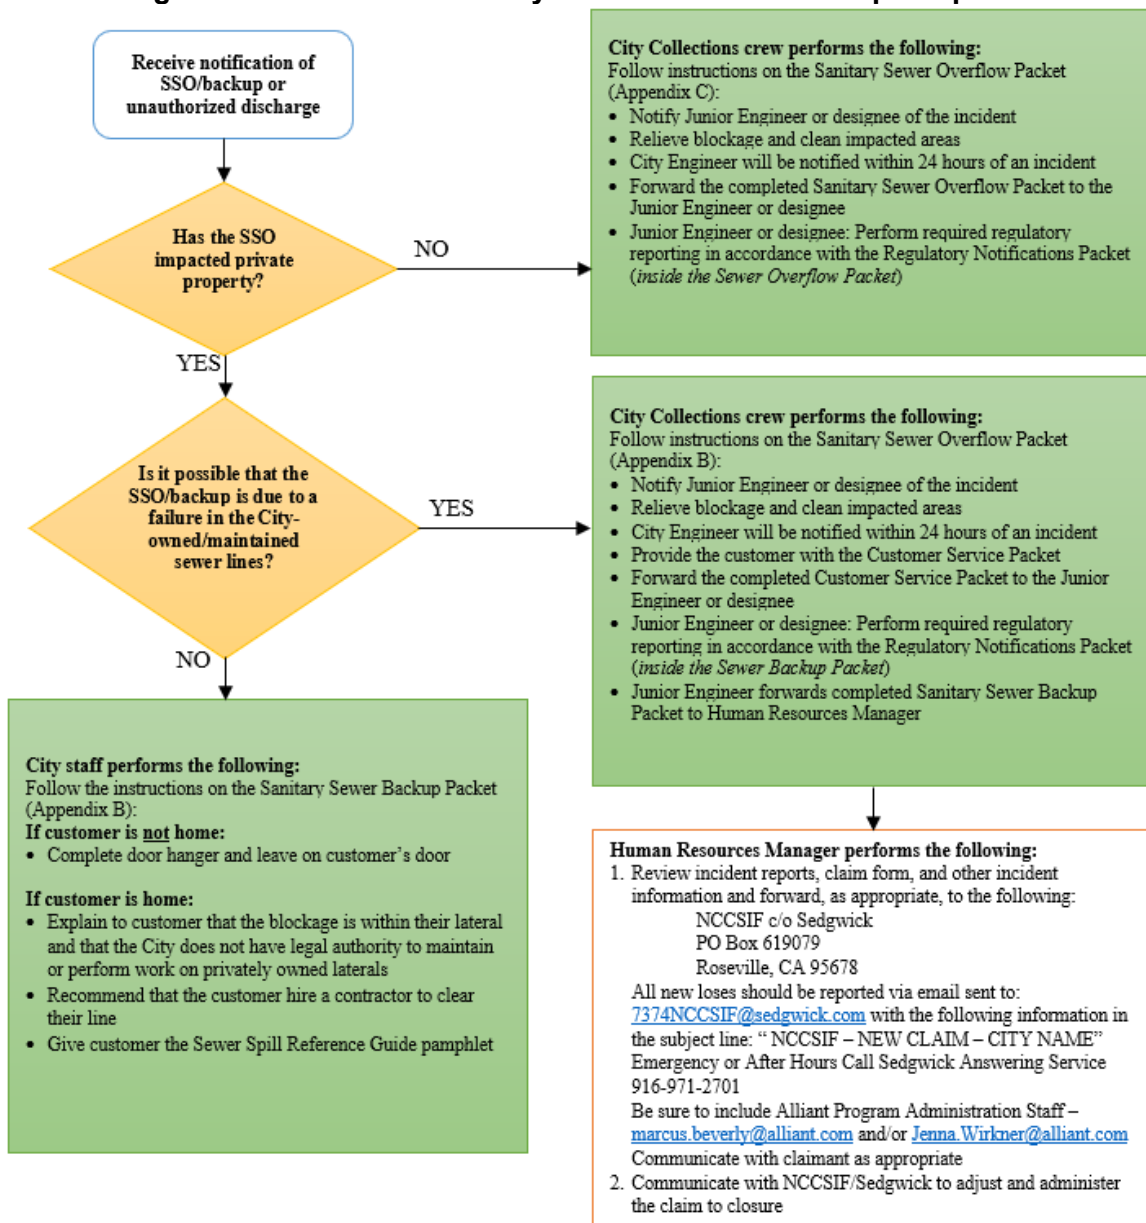 Receive notification of
SSO/backup or
unauthorized discharge
Has the SSO
impacted private
property?
NO
YES
City Collections crew performs the following:
Follow instructions on the Sanitary Sewer Overflow Packet
(Appendix C):
• Notify Junior Engineer or designee of the incident
• Relieve blockage and clean impacted areas
• City Engineer will be notified within 24 hours of an incident
• Forward the completed Sanitary Sewer Overflow Packet to the
Junior Engineer or designee
• Junior Engineer or designee: Perform required regulatory
reporting in accordance with the Regulatory Notifications Packet
(inside the Sewer Overflow Packet)
Is it possible that the
SSO/backup is due to a
failure in the City-
owned/maintained
sewer lines?
YES
NO
City Collections crew performs the following:
Follow instructions on the Sanitary Sewer Overflow Packet
(Appendix B):
• Notify Junior Engineer or designee of the incident
• Relieve blockage and clean impacted areas
• City Engineer will be notified within 24 hours of an incident
• Provide the customer with the Customer Service Packet
• Forward the completed Customer Service Packet to the Junior
Engineer or designee
• Junior Engineer or designee: Perform required regulatory
reporting in accordance with the Regulatory Notifications Packet
(inside the Sewer Backup Packet)
• Junior Engineer forwards completed Sanitary Sewer Backup
Packet to Human Resources Manager
City staff performs the following:
Follow the instructions on the Sanitary Sewer Backup Packet
(Appendix B):
If customer is not home:
• Complete door hanger and leave on customer’s door
If customer is home:
• Explain to customer that the blockage is within their lateral
and that the City does not have legal authority to maintain
or perform work on privately owned laterals
• Recommend that the customer hire a contractor to clear
their line
• Give customer the Sewer Spill Reference Guide pamphlet
Human Resources Manager performs the following:
1. Review incident reports, claim form, and other incident
information and forward, as appropriate, to the following:
NCCSIF c/o Sedgwick
PO Box 619079
Roseville, CA 95678
All new loses should be reported via email sent to:
7374NCCSIF@sedgwick.com with the following information in
the subject line: “ NCCSIF – NEW CLAIM – CITY NAME”
Emergency or After Hours Call Sedgwick Answering Service
916-971-2701
Be sure to include Alliant Program Administration Staff –
marcus.beverly@alliant.com and/or Jenna.Wirkner@alliant.com
Communicate with claimant as appropriate
2. Communicate with NCCSIF/Sedgwick to adjust and administer
the claim to closure